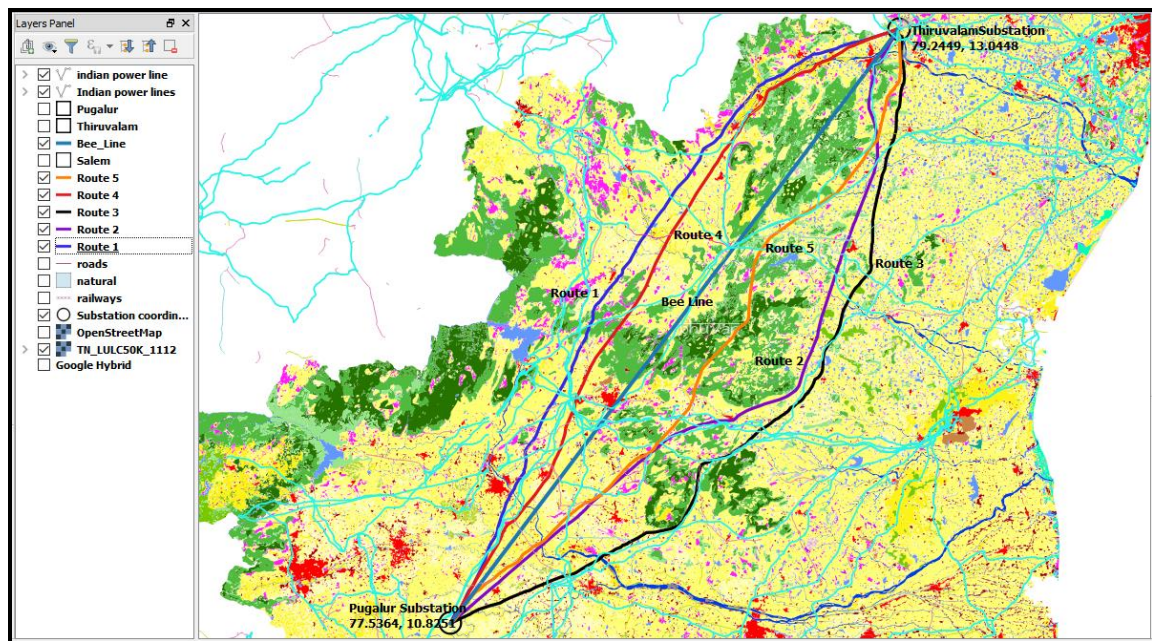 Layers Panel
indian power line
Indian power lines
Pugalur
Thiruvalam
Bee_Line
Salem
Route 5
Route 4
Route 3
Route 2
Route 1
roads
natural
railways
Substation coordin...
OpenStreetMap
TN_LULC50K_1112
Google Hybrid
ThiruvalamSubstation
79.2449, 13.0448
Route 4
Route 5
Route 3
Route 1
Bee Line
Route 2
Pugalur Substation
77.5364, 10.8251